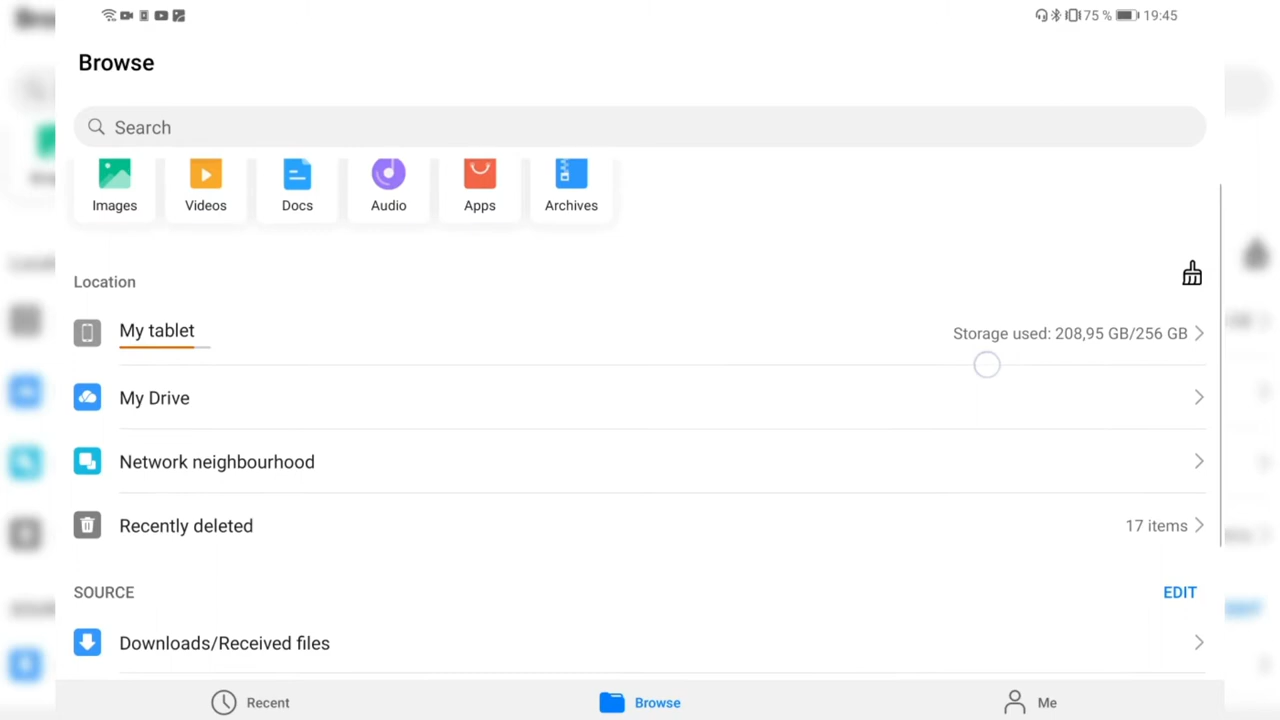 75 % 19:45
Browse
Search
Images Videos Docs Audio Apps Archives
Location
My tablet Storage used: 208,95 GB/256 GB
My Drive
Network neighbourhood
Recently deleted 17 items
SOURCE EDIT
Downloads/Received files
Recent Browse Me